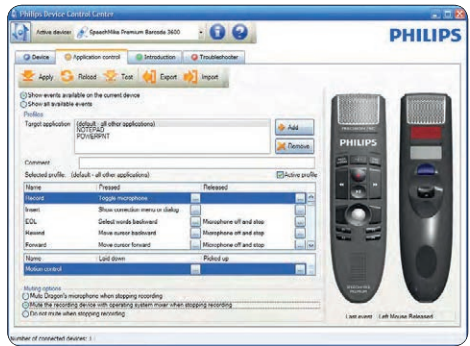 Philips Device Control Center
Active device: SpeechMike Premium Barcode 3600
PHILIPS
Device
Application control
Introduction
Troubleshooter
Apply Reload Test Export Import
Show events available on the current device
Show all available events
Profiles
Target application (default - all other applications)
NOTEPAD
POWERPNT
Add
Remove
Comment
Selected profile: (default - all other applications) Active profile
Name Pressed Released
Record Toggle microphone
Insert Show correction menu or dialog
EOL Select words backward Microphone off and stop
Rewind Move cursor backward Microphone off and stop
Forward Move cursor forward Microphone off and stop
Name Laid down Picked up
Motion control
Muting options
Mute Dragon's microphone when stopping recording
Mute the recording device with operating system mixer when stopping recording
Do not mute when stopping recording
PHILIPS
Last event Left Mouse Released
Number of connected devices: 1